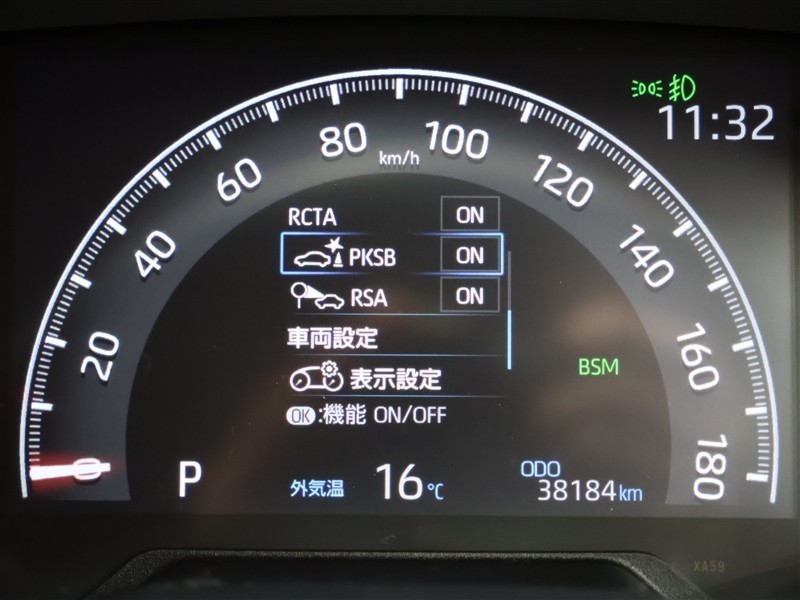 11:32
0 20 40 60 80 100 120 140 160 180
km/h
RCTA ON
PKSB ON
RSA ON
車両設定
表示設定
OK:機能 ON/OFF
BSM
P
外気温 16℃
ODO
38184km
XA59